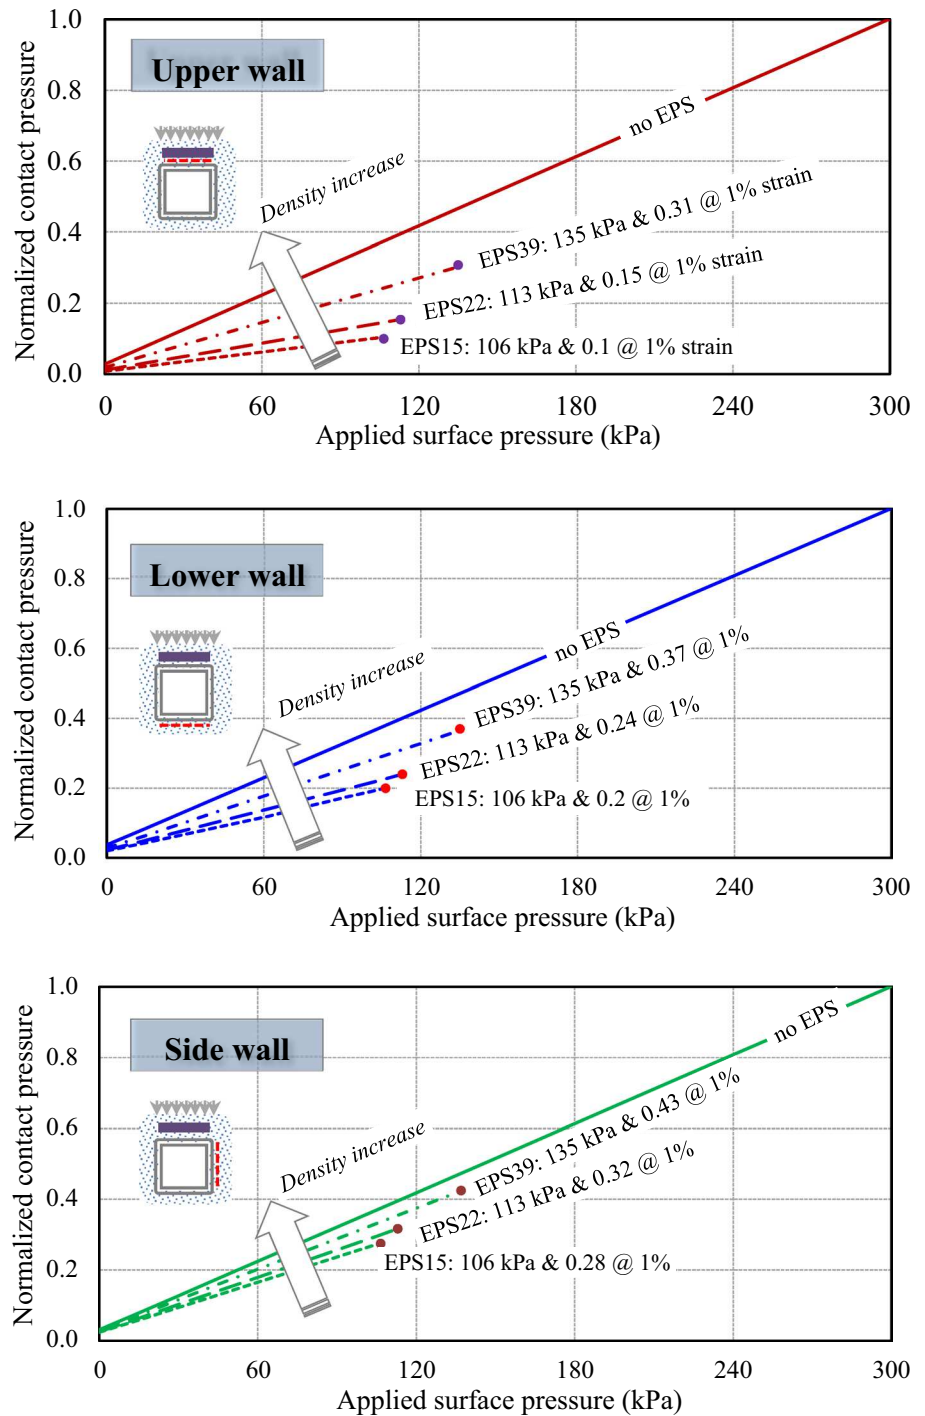 Upper wall
Normalized contact pressure
1.0
0.8
0.6
0.4
0.2
0.0
no EPS
Density increase
EPS39: 135 kPa & 0.31 @ 1% strain
EPS22: 113 kPa & 0.15 @ 1% strain
EPS15: 106 kPa & 0.1 @ 1% strain
0 60 120 180 240 300
Applied surface pressure (kPa)
Lower wall
Normalized contact pressure
1.0
0.8
0.6
0.4
0.2
0.0
no EPS
Density increase
EPS39: 135 kPa & 0.37 @ 1%
EPS22: 113 kPa & 0.24 @ 1%
EPS15: 106 kPa & 0.2 @ 1%
0 60 120 180 240 300
Applied surface pressure (kPa)
Side wall
Normalized contact pressure
1.0
0.8
0.6
0.4
0.2
0.0
no EPS
Density increase
EPS39: 135 kPa & 0.43 @ 1%
EPS22: 113 kPa & 0.32 @ 1%
EPS15: 106 kPa & 0.28 @ 1%
0 60 120 180 240 300
Applied surface pressure (kPa)